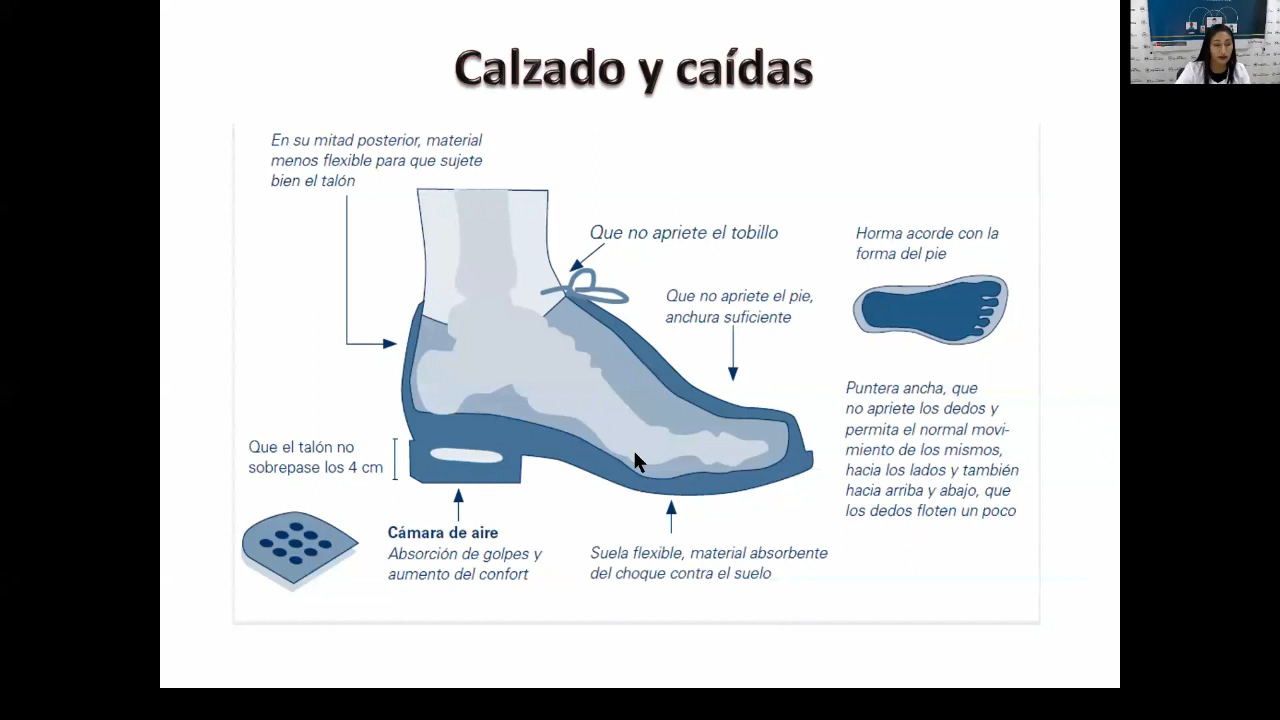 Calzado y caídas
En su mitad posterior, material
menos flexible para que sujete
bien el talón
Que no apriete el tobillo
Horma acorde con la
forma del pie
Que no apriete el pie,
anchura suficiente
Puntera ancha, que
no apriete los dedos y
permita el normal movi-
miento de los mismos,
hacia los lados y también
hacia arriba y abajo, que
los dedos floten un poco
Que el talón no
sobrepase los 4 cm
Cámara de aire
Absorción de golpes y
aumento del confort
Suela flexible, material absorbente
del choque contra el suelo